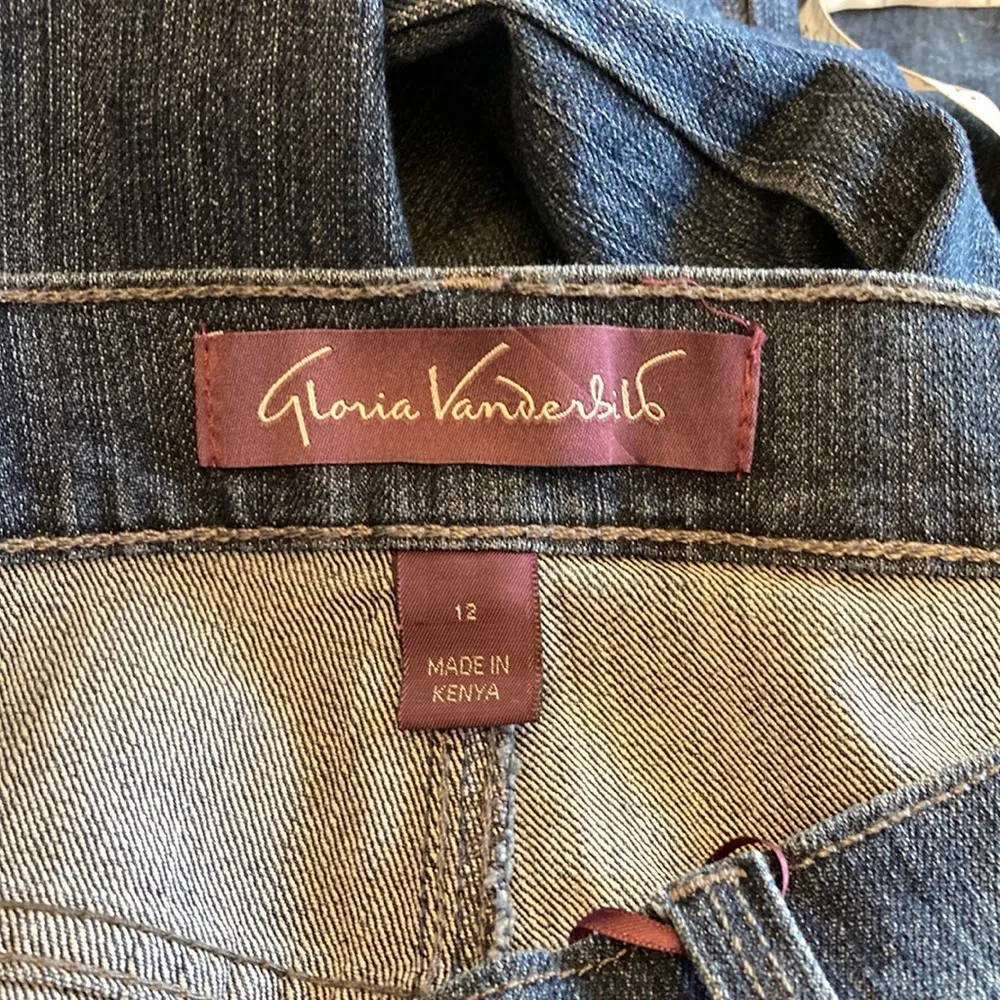 Gloria Vanderbilt
12
MADE IN
KENYA